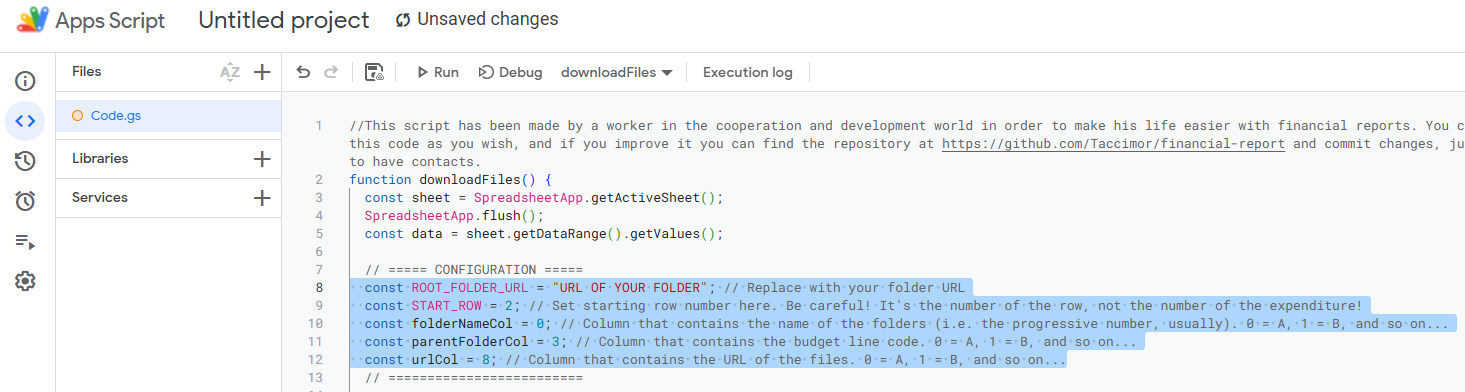 Apps Script Untitled project Unsaved changes
Files AZ Run Debug downloadFiles Execution log
Code.gs
Libraries
Services
1 //This script has been made by a worker in the cooperation and development world in order to make his life easier with financial reports. You c
this code as you wish, and if you improve it you can find the repository at https://github.com/Taccimor/financial-report and commit changes, ju
to have contacts.
2 function downloadFiles() {
3 const sheet = SpreadsheetApp.getActiveSheet();
4 SpreadsheetApp.flush();
5 const data = sheet.getDataRange().getValues();
6
7 // ===== CONFIGURATION =====
8 const ROOT_FOLDER_URL = "URL OF YOUR FOLDER"; // Replace with your folder URL
9 const START_ROW = 2; // Set starting row number here. Be careful! It's the number of the row, not the number of the expenditure!
10 const folderNameCol = 0; // Column that contains the name of the folders (i.e. the progressive number, usually). 0 = A, 1 = B, and so on...
11 const parentFolderCol = 3; // Column that contains the budget line code. 0 = A, 1 = B, and so on...
12 const urlCol = 8; // Column that contains the URL of the files. 0 = A, 1 = B, and so on...
13 // =========================